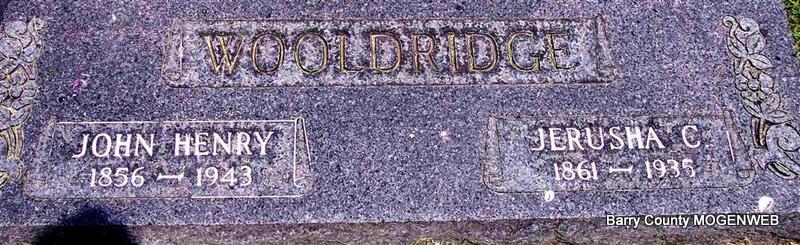 WOOLDRIDGE
JOHN HENRY
1856 — 1943
JERUSHA C.
1861 — 1935
Barry County MOGENWEB